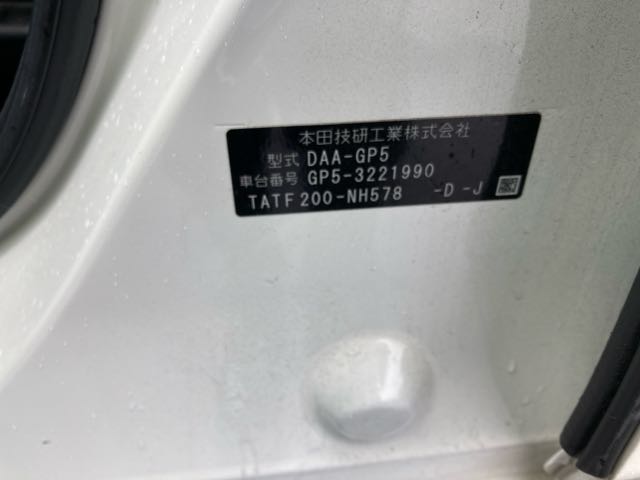 本田技研工業株式会社
型式 DAA-GP5
車台番号 GP5-3221990
TATF200-NH578 -D -J